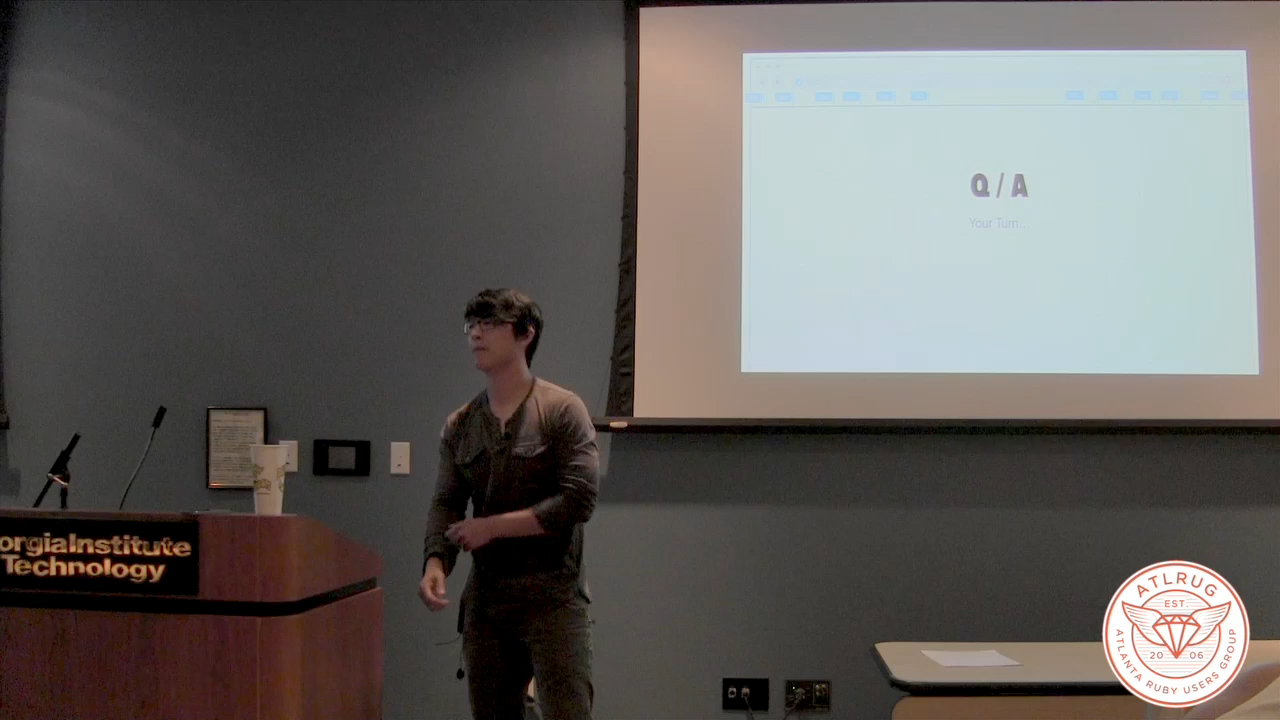 Q / A
Your Turn...
orgiaInstitute
Technology
ATLRUG
EST.
20 06
ATLANTA RUBY USERS GROUP